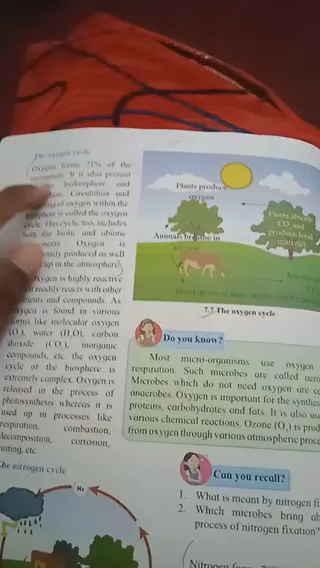 The oxygen cycle
Oxygen forms 21% of the
It is also present
hydrosphere and
Circulation and
of oxygen within the
biosphere is called the oxygen
cycle. This cycle, too, includes
both the biotic and abiotic
Oxygen is
produced as well
up in the atmosphere
Oxygen is highly reactive
readily reacts with other
and compounds. As
oxygen is found in various
forms like molecular oxygen
(O₂), water (H₂O), carbon
dioxide (CO₂), inorganic
compounds, etc. the oxygen
cycle of the biosphere is
extremely complex. Oxygen is
released in the process of
photosynthesis whereas it is
used up in processes like
respiration, combustion,
decomposition, corrosion,
rusting, etc
The nitrogen cycle
N₂
Plants produce
oxygen
Plants absorb
CO₂ and
produce food
material
Animals breathe in
7.7 The oxygen cycle
Do you know?
Most micro-organisms use oxygen
respiration. Such microbes are called
Microbes which do not need oxygen are
anaerobes. Oxygen is important for the
proteins, carbohydrates and fats. It is also
various chemical reactions. Ozone (O₃) is
from oxygen through various atmospheric
Can you recall?
1. What is meant by nitrogen
2. Which microbes bring
process of nitrogen fixation?
Nitrogen